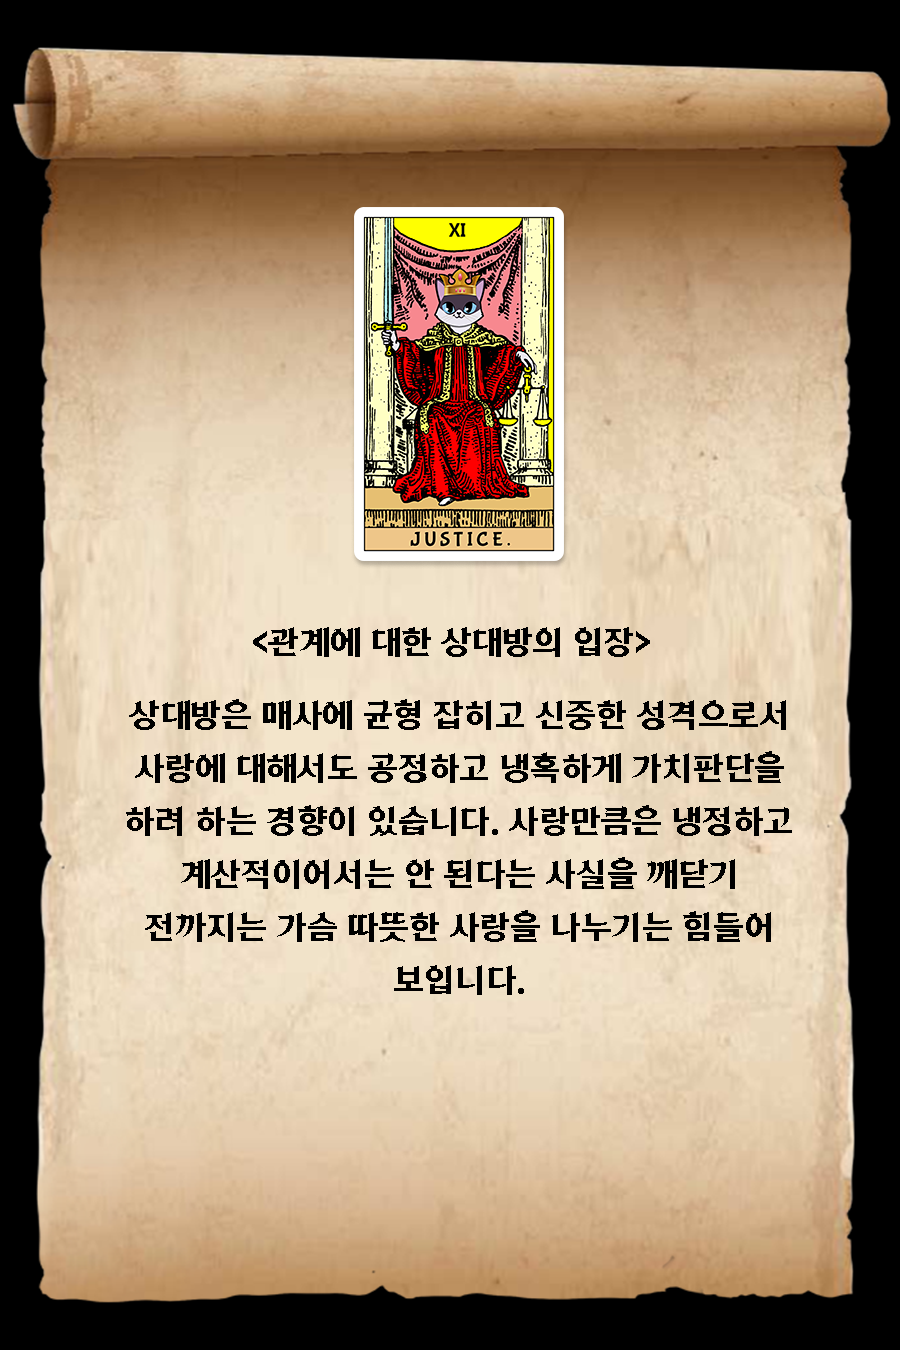 XI
JUSTICE.
<관계에 대한 상대방의 입장>
상대방은 매사에 균형 잡히고 신중한 성격으로서
사랑에 대해서도 공정하고 냉혹하게 가치판단을
하려 하는 경향이 있습니다. 사랑만큼은 냉정하고
계산적이어서는 안 된다는 사실을 깨닫기
전까지는 가슴 따뜻한 사랑을 나누기는 힘들어
보입니다.